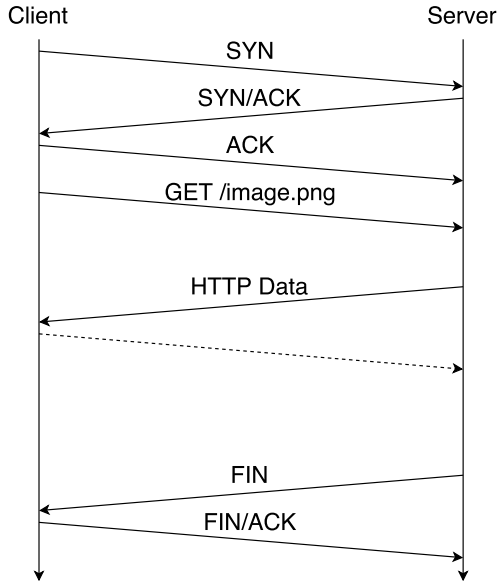 Client
Server
SYN
SYN/ACK
ACK
GET /image.png
HTTP Data
FIN
FIN/ACK